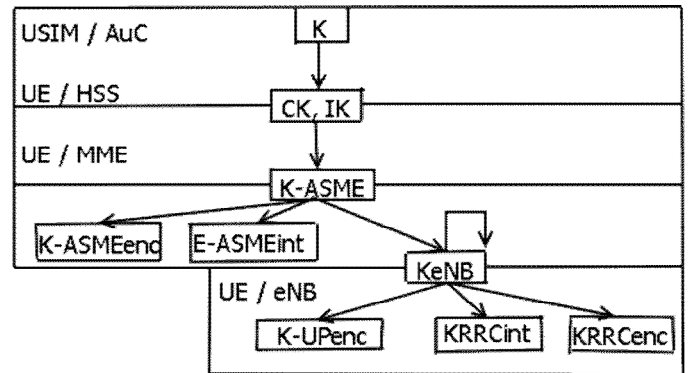 USIM / AuC
K
UE / HSS
CK, IK
UE / MME
K-ASME
K-ASMEenc
E-ASMEint
KeNB
UE / eNB
K-UPenc
KRRCint
KRRCenc